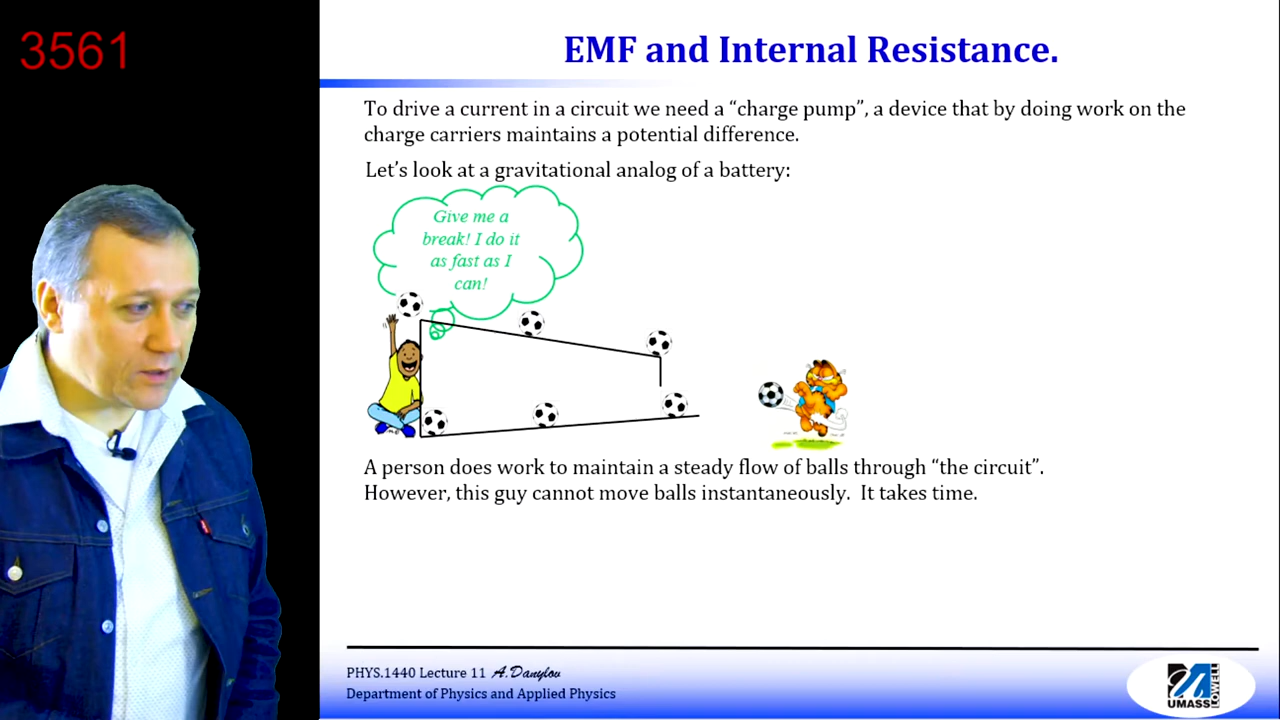 3561
EMF and Internal Resistance.
To drive a current in a circuit we need a “charge pump”, a device that by doing work on the
charge carriers maintains a potential difference.
Let’s look at a gravitational analog of a battery:
Give me a
break! I do it
as fast as I
can!
A person does work to maintain a steady flow of balls through “the circuit”.
However, this guy cannot move balls instantaneously.  It takes time.
PHYS.1440 Lecture 11 A.Danylov
Department of Physics and Applied Physics
UMASS
LOWELL